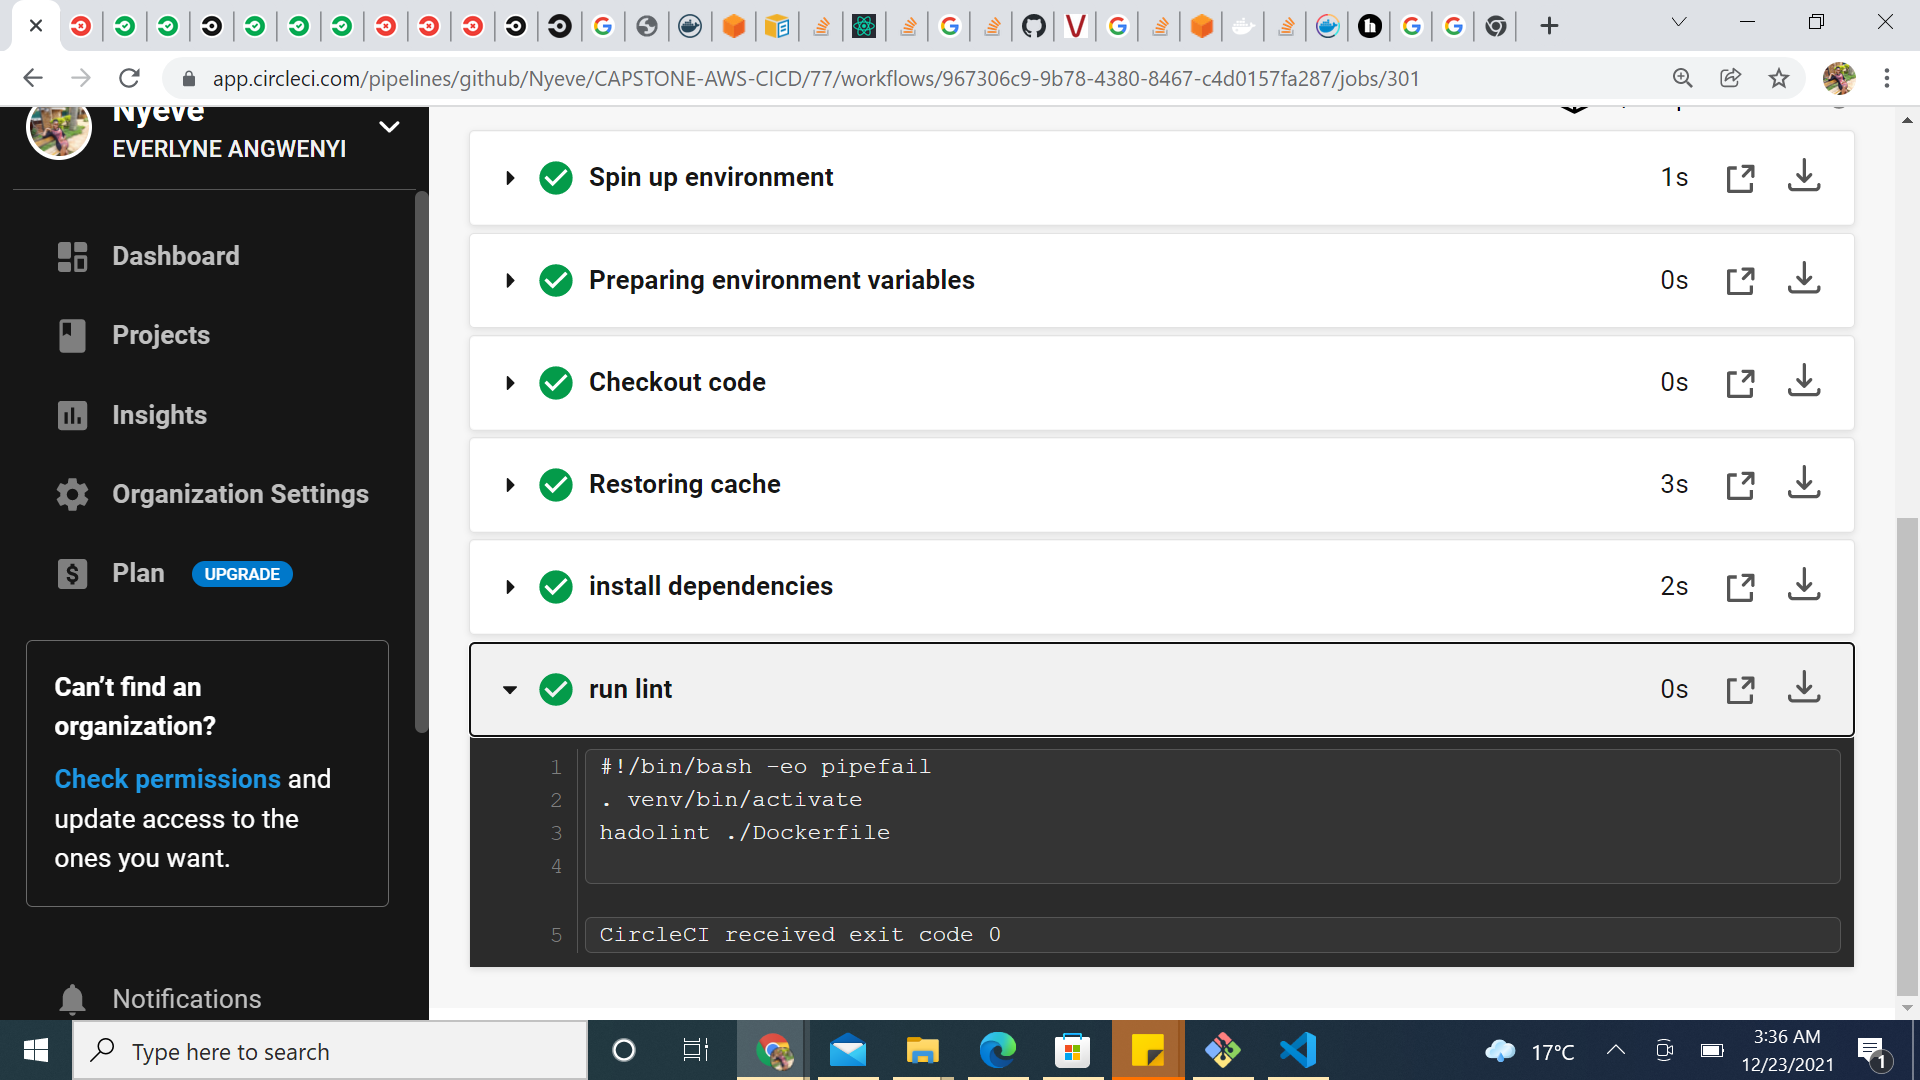 app.circleci.com/pipelines/github/Nyeve/CAPSTONE-AWS-CICD/77/workflows/967306c9-9b78-4380-8467-c4d0157fa287/jobs/301
Nyeve
EVERLYNE ANGWENYI
Dashboard
Projects
Insights
Organization Settings
Plan UPGRADE
Can’t find an
organization?
Check permissions and
update access to the
ones you want.
Notifications
Spin up environment 1s
Preparing environment variables 0s
Checkout code 0s
Restoring cache 3s
install dependencies 2s
run lint 0s
1 #!/bin/bash -eo pipefail
2 . venv/bin/activate
3 hadolint ./Dockerfile
4
5 CircleCI received exit code 0
Type here to search
17°C
3:36 AM
12/23/2021
1